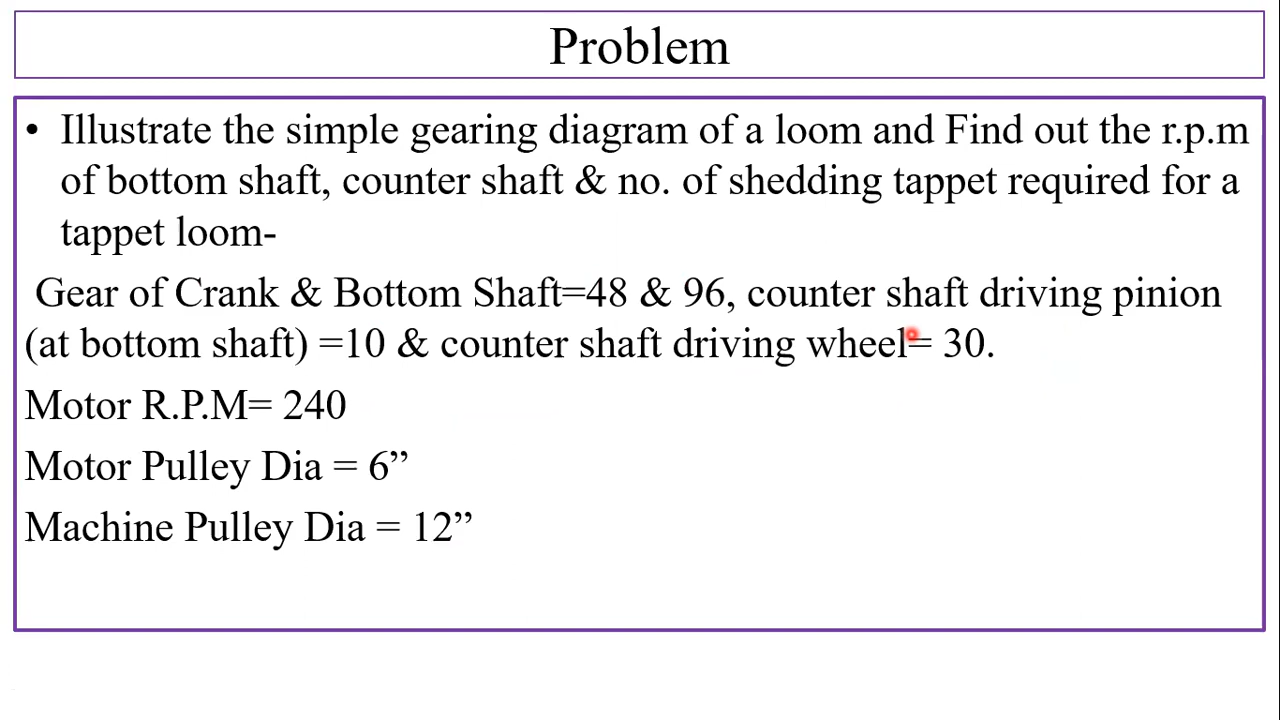 Problem
• Illustrate the simple gearing diagram of a loom and Find out the r.p.m
of bottom shaft, counter shaft & no. of shedding tappet required for a
tappet loom-
Gear of Crank & Bottom Shaft=48 & 96, counter shaft driving pinion
(at bottom shaft) =10 & counter shaft driving wheel= 30.
Motor R.P.M= 240
Motor Pulley Dia = 6”
Machine Pulley Dia = 12”